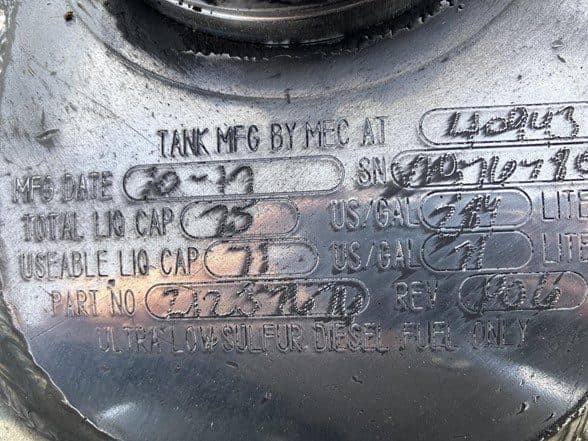 TANK MFG BY MEC AT 40943
MFG DATE 10-17 SN
TOTAL LIQ CAP 75 US/GAL LITE
USEABLE LIQ CAP 71 US/GAL LITE
PART NO REV
ULTRA LOW SULFUR DIESEL FUEL ONLY